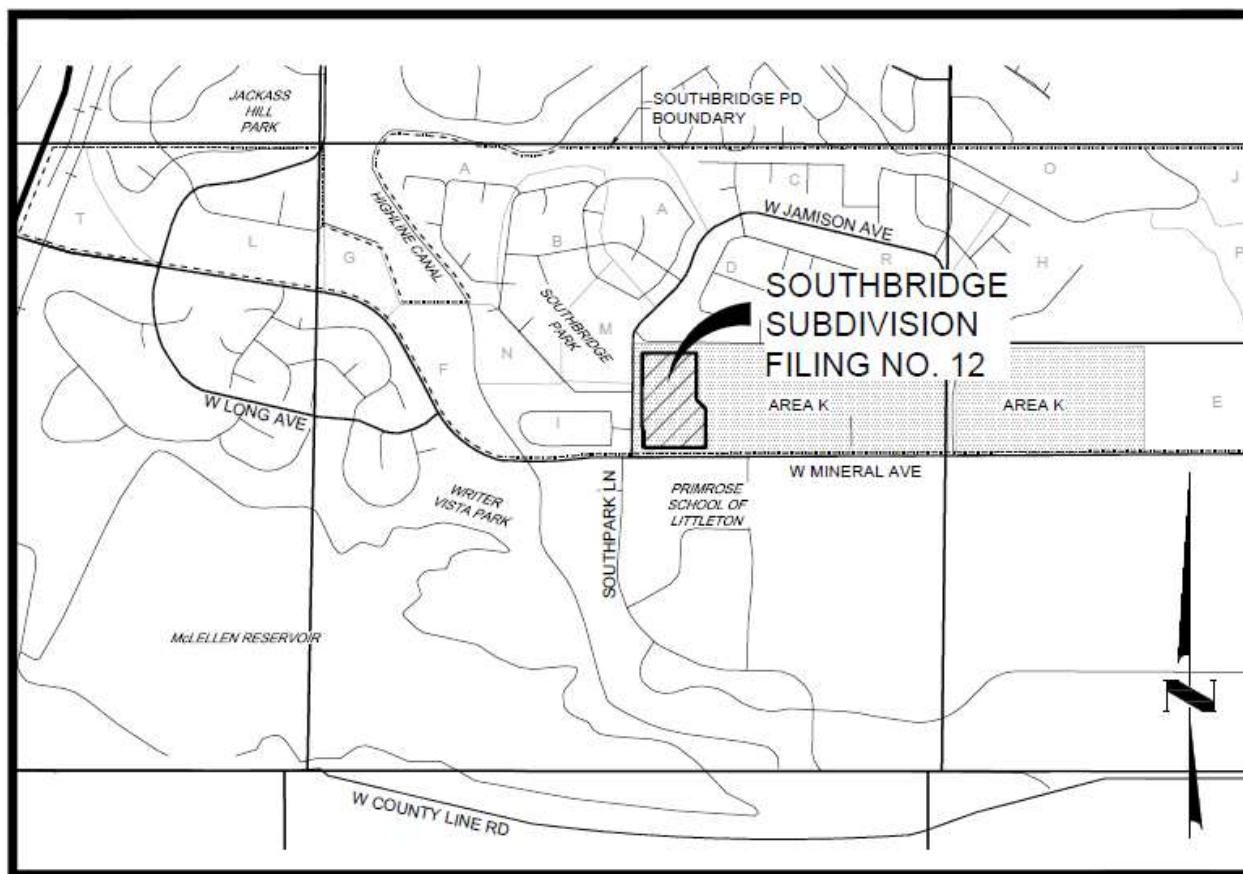 JACKASS
HILL
PARK
SOUTHBRIDGE PD
BOUNDARY
A
O
J
T
HIGHLINE CANAL
C
A
W JAMISON AVE
L
B
G
D
R
H
P
SOUTHBRIDGE
PARK
SOUTHBRIDGE
SUBDIVISION
FILING NO. 12
M
N
F
AREA K
AREA K
E
W LONG AVE
I
W MINERAL AVE
WRITER
VISTA PARK
SOUTHPARK LN
PRIMROSE
SCHOOL OF
LITTLETON
McLELLEN RESERVOIR
N
W COUNTY LINE RD